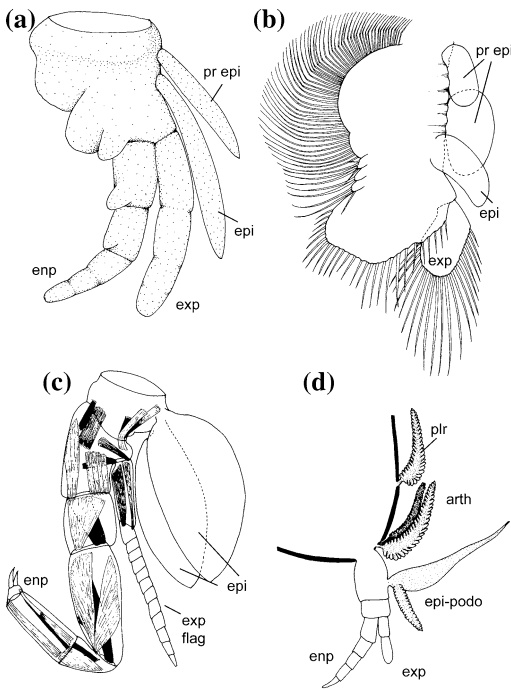 (a)
pr epi
epi
enp
exp
(b)
pr epi
epi
exp
(c)
enp
epi
exp
flag
(d)
plr
arth
epi-podo
enp
exp